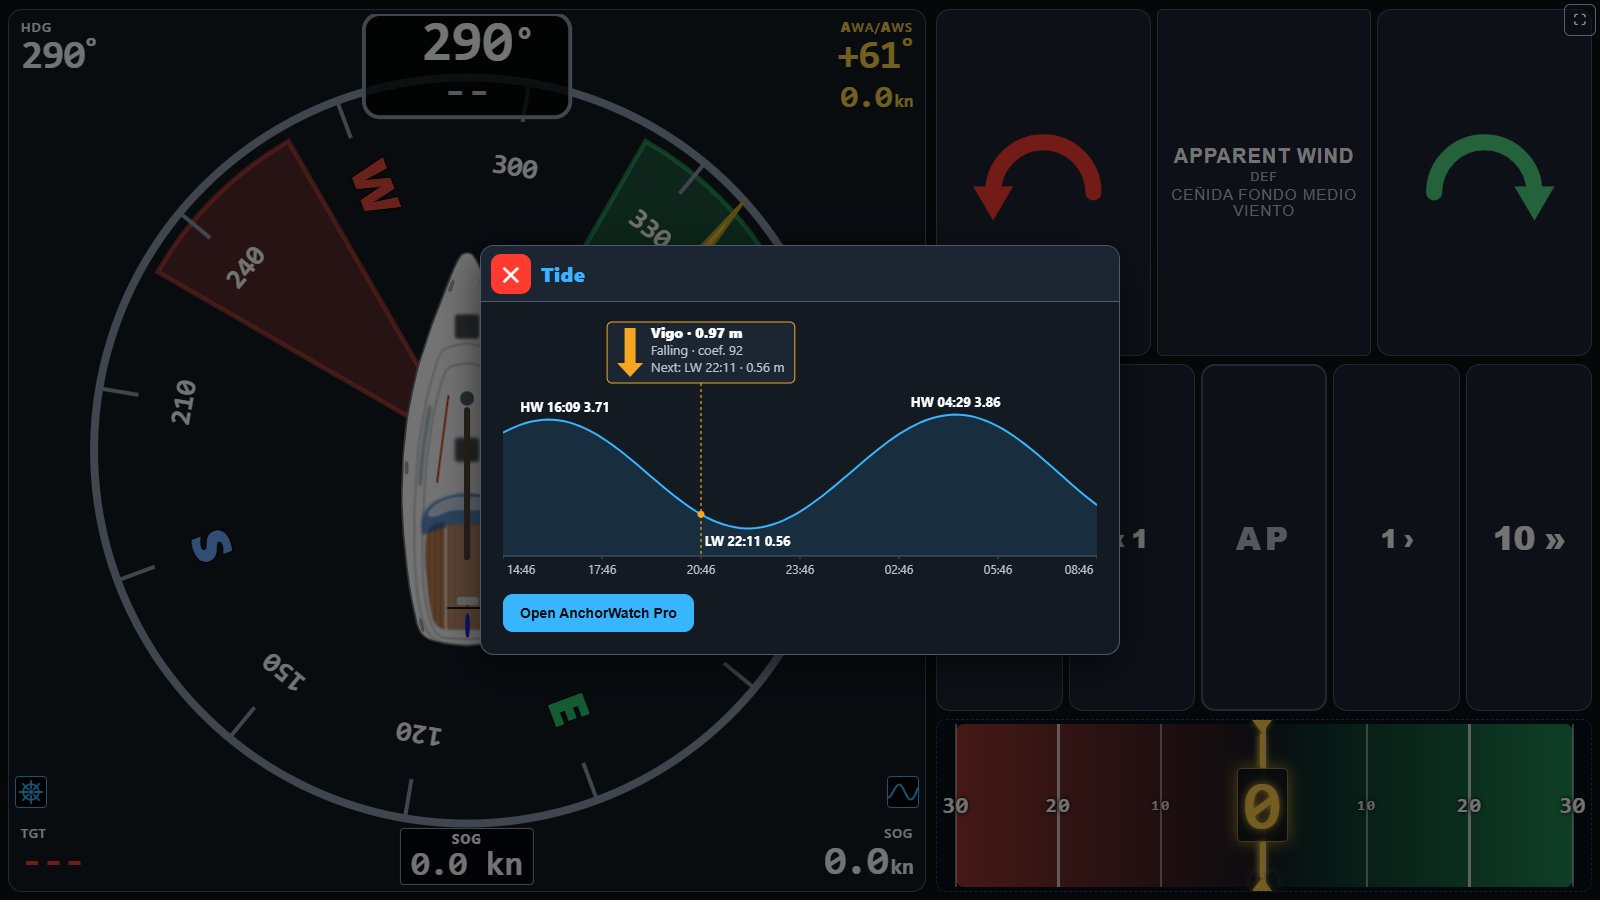 HDG
290°
290°
--
AWA/AWS
+61°
0.0kn
W
300
330
240
210
S
150
120
E
TGT
---
SOG
0.0 kn
SOG
0.0kn
APPARENT WIND
DEF
CEÑIDA FONDO MEDIO
VIENTO
Tide
Vigo · 0.97 m
Falling · coef. 92
Next: LW 22:11 · 0.56 m
HW 16:09 3.71
HW 04:29 3.86
LW 22:11 0.56
14:46 17:46 20:46 23:46 02:46 05:46 08:46
Open AnchorWatch Pro
‹ 1
AP
1 ›
10 »
30 20 10 0 10 20 30